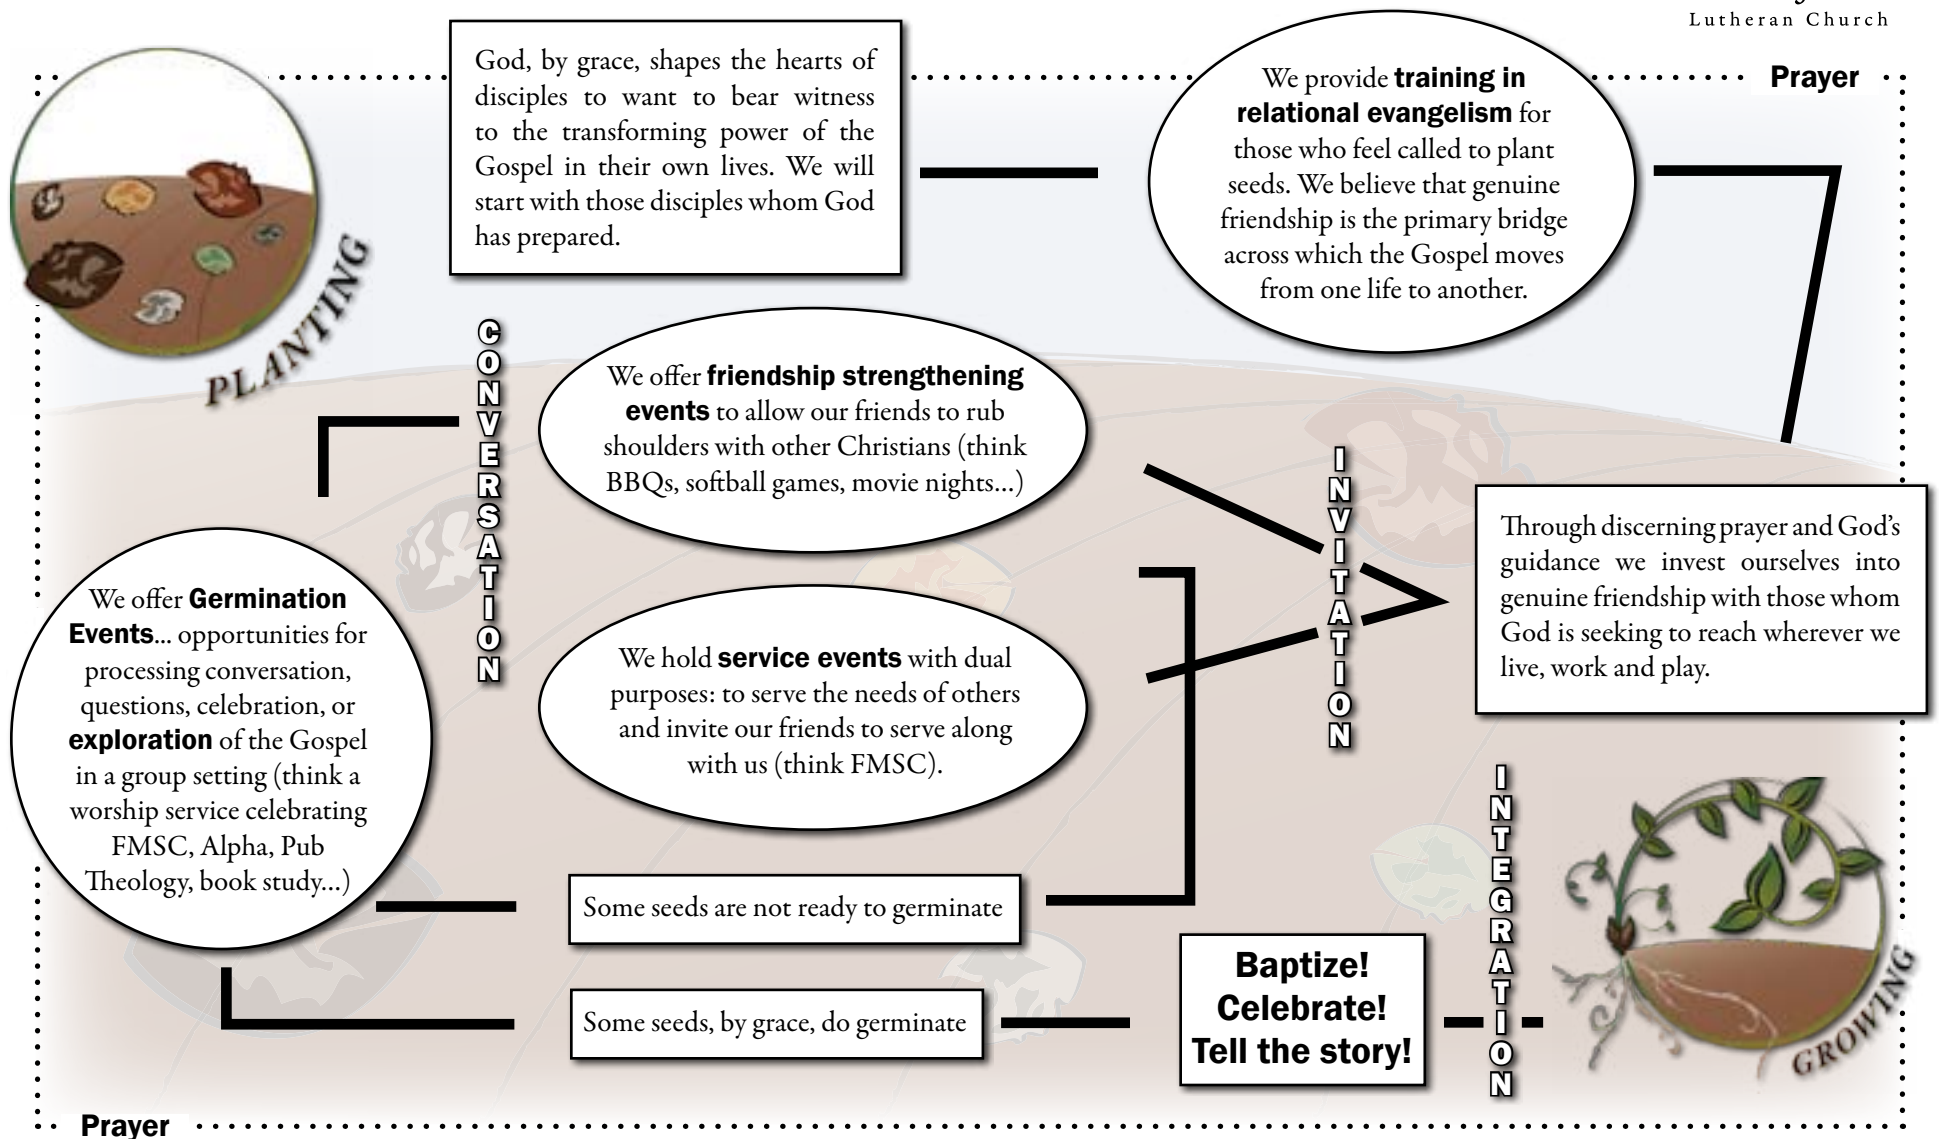 Lutheran Church
Prayer
PLANTING
God, by grace, shapes the hearts of
disciples to want to bear witness
to the transforming power of the
Gospel in their own lives. We will
start with those disciples whom God
has prepared.
We provide training in
relational evangelism for
those who feel called to plant
seeds. We believe that genuine
friendship is the primary bridge
across which the Gospel moves
from one life to another.
Through discerning prayer and God's
guidance we invest ourselves into
genuine friendship with those whom
God is seeking to reach wherever we
live, work and play.
INVITATION
We offer friendship strengthening
events to allow our friends to rub
shoulders with other Christians (think
BBQs, softball games, movie nights...)
We hold service events with dual
purposes: to serve the needs of others
and invite our friends to serve along
with us (think FMSC).
CONVERSATION
We offer Germination
Events... opportunities for
processing conversation,
questions, celebration, or
exploration of the Gospel
in a group setting (think a
worship service celebrating
FMSC, Alpha, Pub
Theology, book study...)
Some seeds are not ready to germinate
Some seeds, by grace, do germinate
Baptize!
Celebrate!
Tell the story!
INTEGRATION
GROWING
Prayer